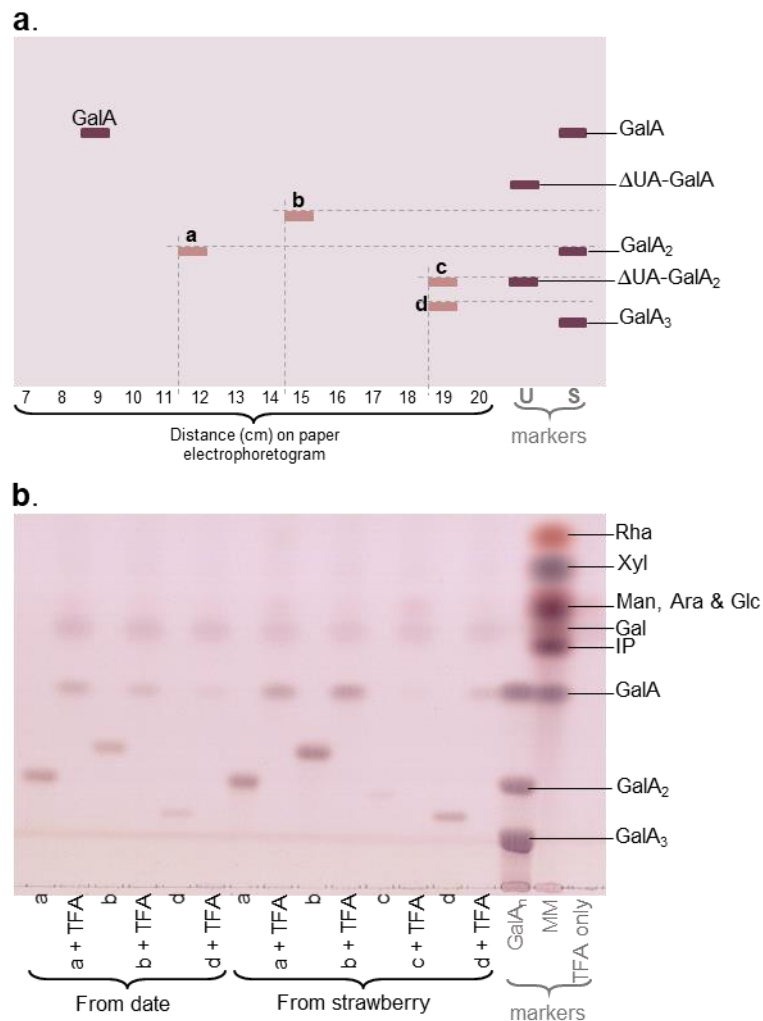 a.
GalA
GalA
ΔUA-GalA
b
a
GalA₂
c
ΔUA-GalA₂
d
GalA₃
7 8 9 10 11 12 13 14 15 16 17 18 19 20 U S
Distance (cm) on paper
electrophoretogram
markers
b.
Rha
Xyl
Man, Ara & Glc
Gal
IP
GalA
GalA₂
GalA₃
a
a + TFA
b
b + TFA
d
d + TFA
a
a + TFA
b
b + TFA
c
c + TFA
d
d + TFA
GalAₙ
MM
TFA only
From date
From strawberry
markers